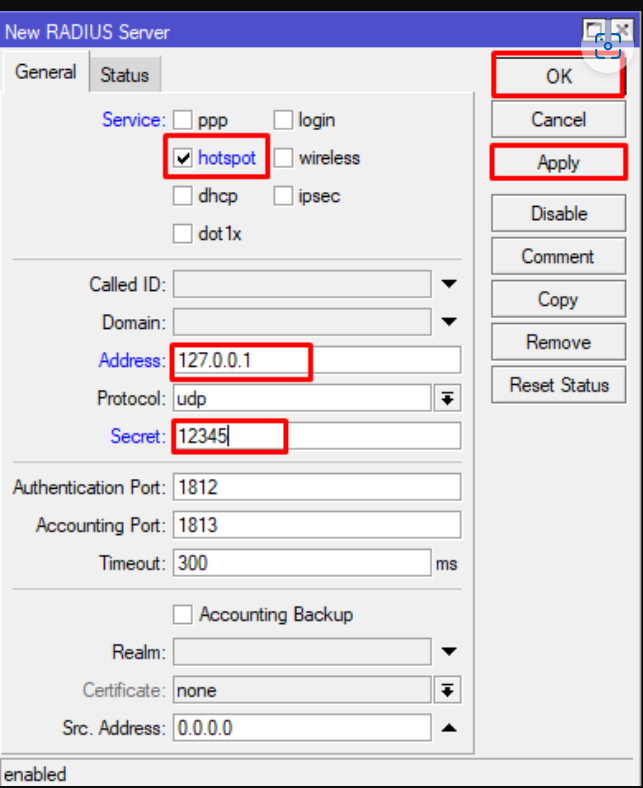 New RADIUS Server
General Status
Service: ppp login
hotspot wireless
dhcp ipsec
dot1x
Called ID:
Domain:
Address: 127.0.0.1
Protocol: udp
Secret: 12345
Authentication Port: 1812
Accounting Port: 1813
Timeout: 300 ms
Accounting Backup
Realm:
Certificate: none
Src. Address: 0.0.0.0
enabled
OK
Cancel
Apply
Disable
Comment
Copy
Remove
Reset Status